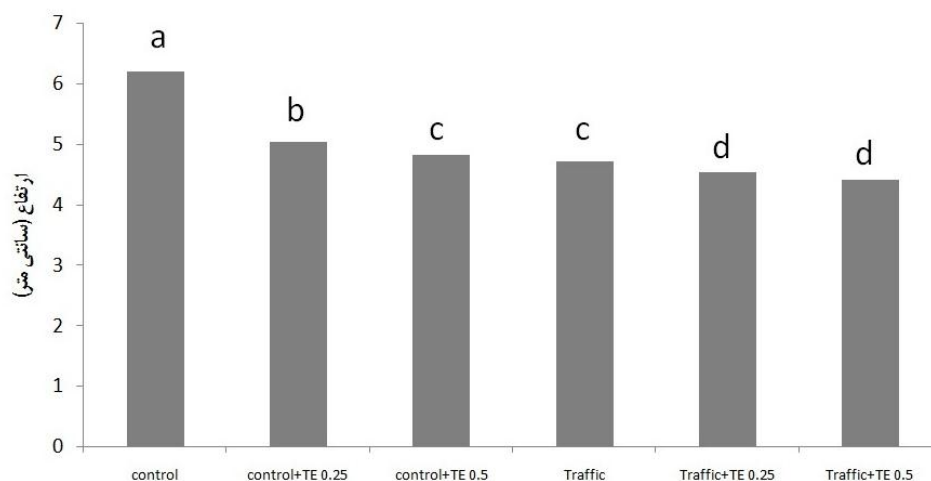 7
6
5
4
3
2
1
0
ارتفاع (سانتی متر)
a
b
c
c
d
d
control
control+TE 0.25
control+TE 0.5
Traffic
Traffic+TE 0.25
Traffic+TE 0.5